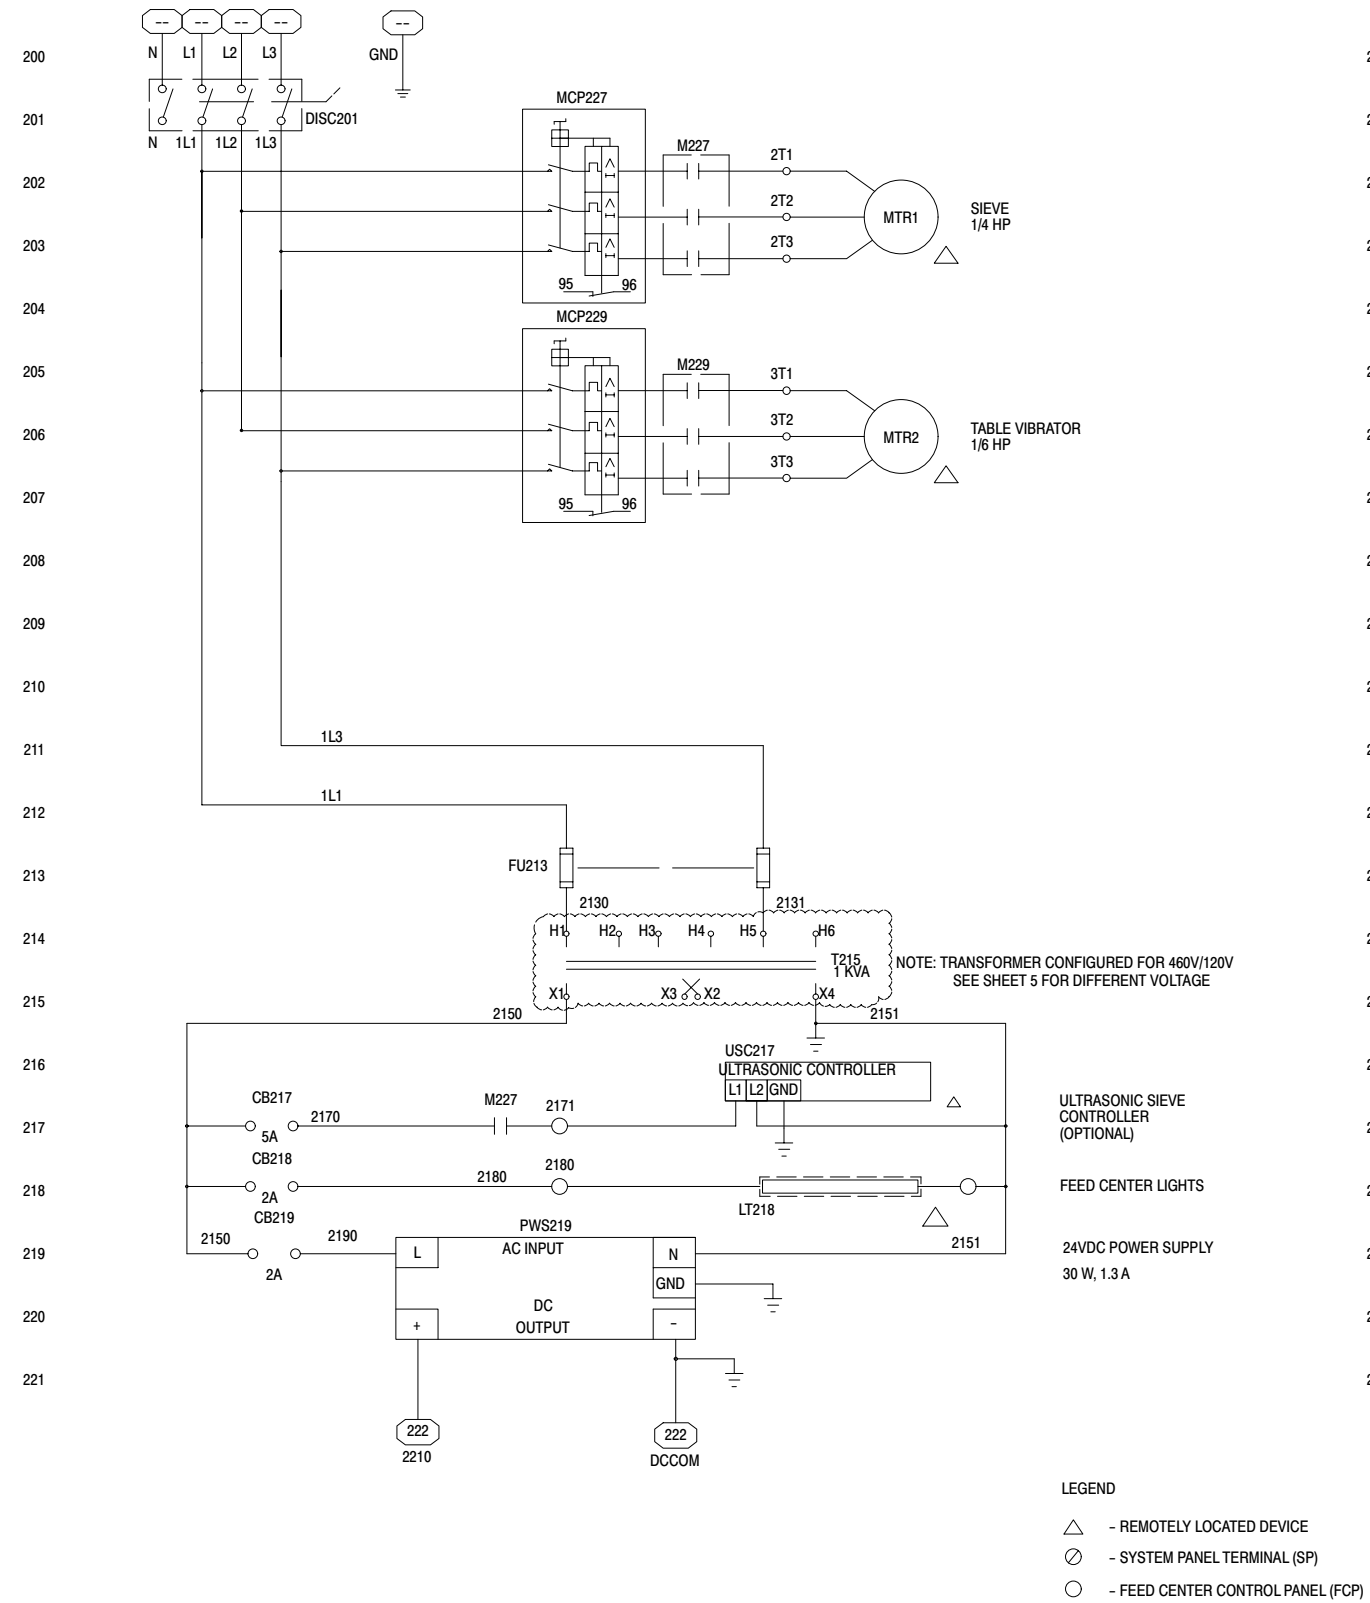 -- -- -- -- --
200 N L1 L2 L3 GND
MCP227
201 DISC201
N 1L1 1L2 1L3
M227
2T1
202
2T2
SIEVE
1/4 HP
MTR1
203
2T3
95 96
204
MCP229
205
M229
3T1
206
3T2
TABLE VIBRATOR
1/6 HP
MTR2
3T3
207
95 96
208
209
210
211 1L3
212 1L1
213 FU213
2130 2131
214 H1 H2 H3 H4 H5 H6
T215
1 KVA
NOTE: TRANSFORMER CONFIGURED FOR 460V/120V
SEE SHEET 5 FOR DIFFERENT VOLTAGE
215 X1 X3 X2 X4
2150 2151
USC217
216 ULTRASONIC CONTROLLER
L1 L2 GND
CB217 M227 2171
2170
217 5A
ULTRASONIC SIEVE
CONTROLLER
(OPTIONAL)
CB218
2180 2180
218 2A
FEED CENTER LIGHTS
LT218
CB219
PWS219
2150 2190 2151
219 L AC INPUT N
24VDC POWER SUPPLY
2A GND
30 W, 1.3 A
220 + DC
OUTPUT -
221
222 222
2210 DCCOM
LEGEND
- REMOTELY LOCATED DEVICE
- SYSTEM PANEL TERMINAL (SP)
- FEED CENTER CONTROL PANEL (FCP)